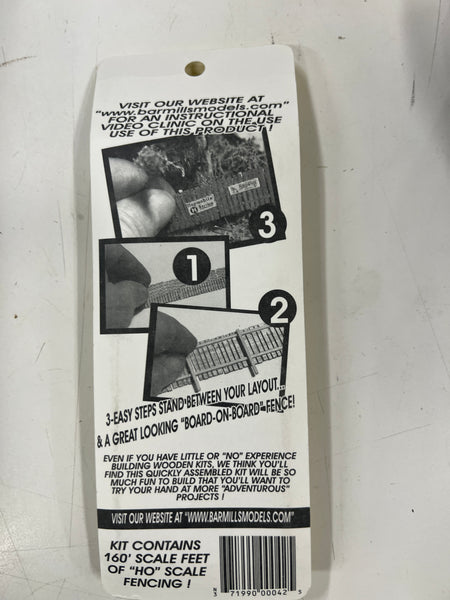 VISIT OUR WEBSITE AT
"www.barmillsmodels.com"
FOR AN INSTRUCTIONAL
VIDEO CLINIC ON THE USE
USE OF THIS PRODUCT !
3
1
2
3-EASY STEPS STAND BETWEEN YOUR LAYOUT...
& A GREAT LOOKING "BOARD-ON-BOARD" FENCE!
EVEN IF YOU HAVE LITTLE OR "NO" EXPERIENCE
BUILDING WOODEN KITS, WE THINK YOU'LL
FIND THIS QUICKLY ASSEMBLED KIT WILL BE SO
MUCH FUN TO BUILD THAT YOU'LL WANT TO
TRY YOUR HAND AT MORE "ADVENTUROUS"
PROJECTS !
VISIT OUR WEBSITE AT "WWW.BARMILLSMODELS.COM"
KIT CONTAINS
160' SCALE FEET
OF "HO" SCALE
FENCING !
71990 00042